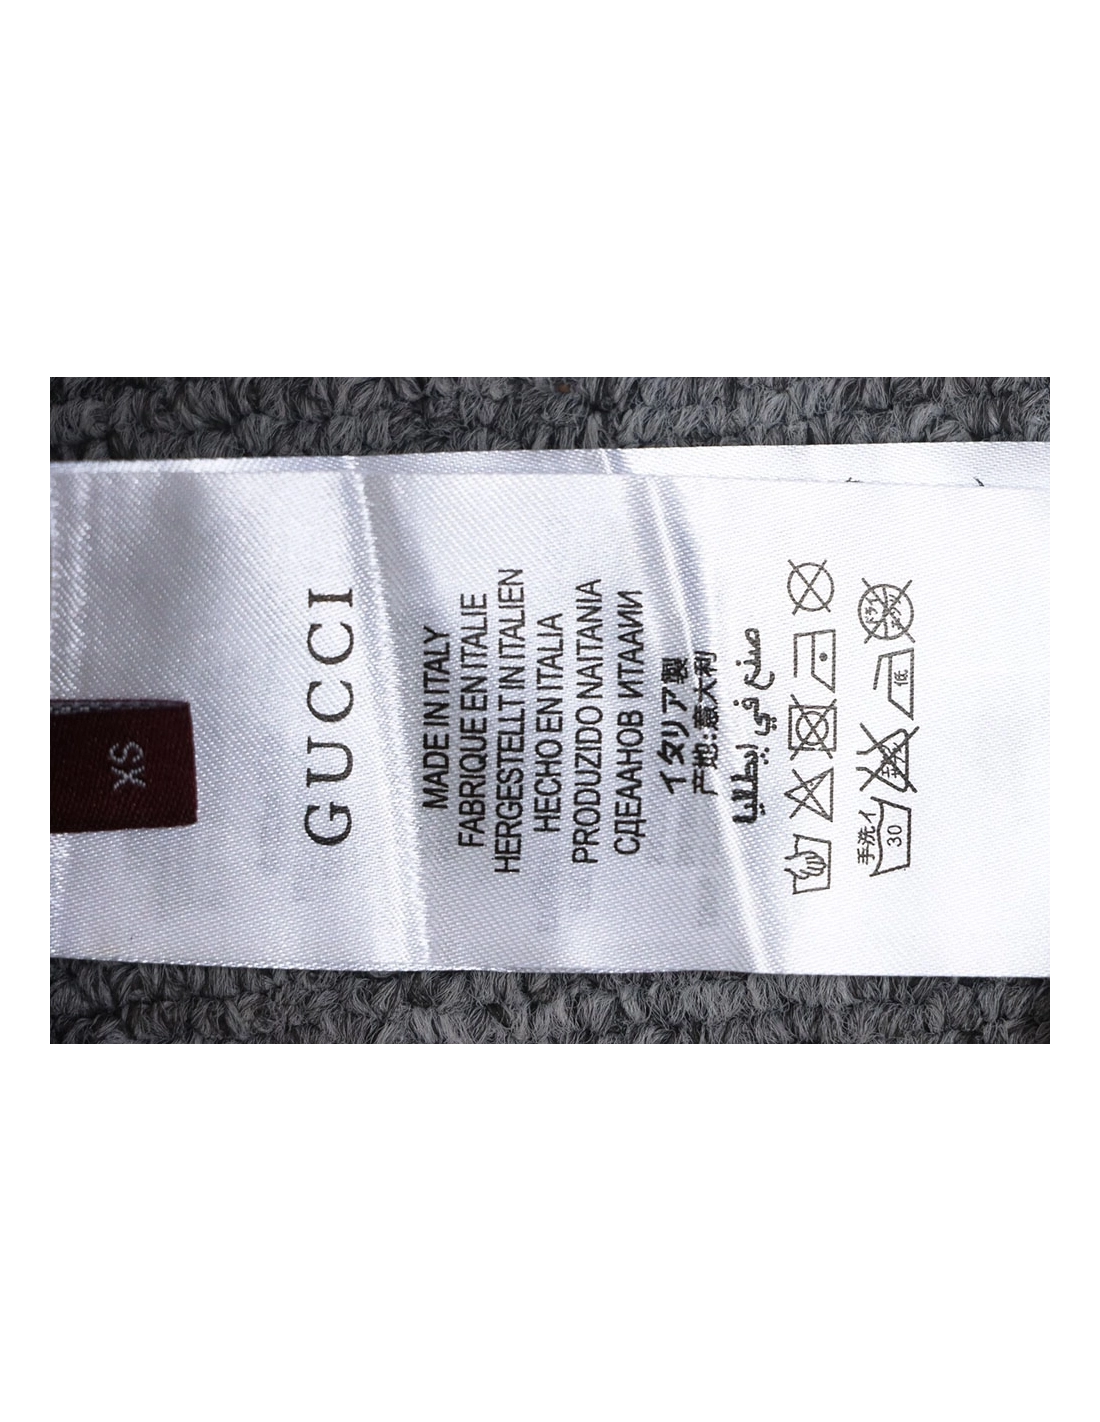 XS
GUCCI
MADE IN ITALY
FABRIQUE EN ITALIE
HERGESTELLT IN ITALIEN
HECHO EN ITALIA
PRODUZIDO NAITANIA
СДЕААНОВ ИТААИИ
イタリア製
产地:意大利
صنع في ايطاليا
手洗イ
30
低